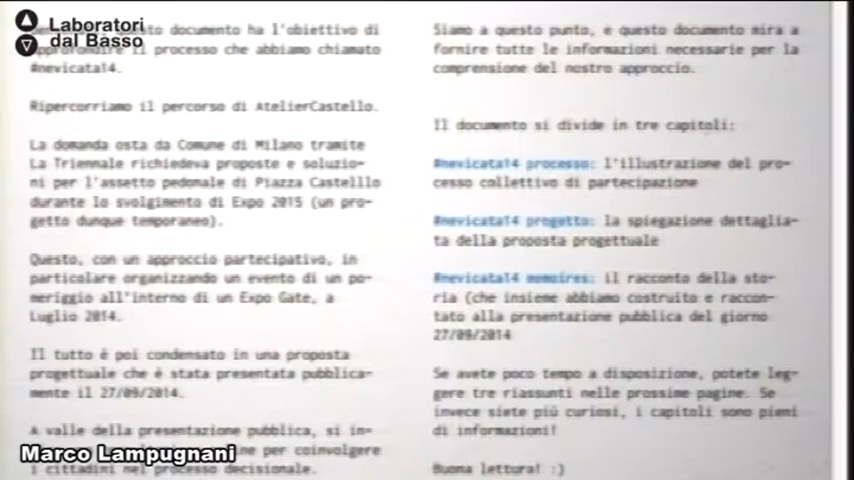 Laboratori
dal Basso
questo documento ha l'obiettivo di
approfondire il processo che abbiamo chiamato
#nevicata14.
Ripercorriamo il percorso di AtelierCastello.
La domanda osta da Comune di Milano tramite
La Triennale richiedeva proposte e soluzio-
ni per l'assetto pedonale di Piazza Castelllo
durante lo svolgimento di Expo 2015 (un pro-
getto dunque temporaneo).
Questo, con un approccio partecipativo, in
particolare organizzando un evento di un po-
meriggio all'interno di un Expo Gate, a
Luglio 2014.
Il tutto è poi condensato in una proposta
progettuale che è stata presentata pubblica-
mente il 27/09/2014.
A valle della presentazione pubblica, si in-
per coinvolgere
i cittadini nel processo decisionale.
Marco Lampugnani
Siamo a questo punto, e questo documento mira a
fornire tutte le informazioni necessarie per la
comprensione del nostro approccio.
Il documento si divide in tre capitoli:
#nevicata14 processo: l'illustrazione del pro-
cesso collettivo di partecipazione
#nevicata14 progetto: la spiegazione dettaglia-
ta della proposta progettuale
#nevicata14 memoires: il racconto della sto-
ria (che insieme abbiamo costruito e raccon-
tato alla presentazione pubblica del giorno
27/09/2014
Se avete poco tempo a disposizione, potete leg-
gere tre riassunti nelle prossime pagine. Se
invece siete più curiosi, i capitoli sono pieni
di informazioni!
Buona lettura! :)